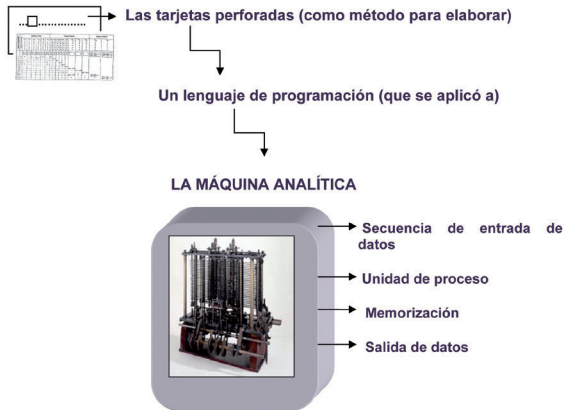 Las tarjetas perforadas (como método para elaborar)
Un lenguaje de programación (que se aplicó a)
LA MÁQUINA ANALÍTICA
Secuencia de entrada de
datos
Unidad de proceso
Memorización
Salida de datos